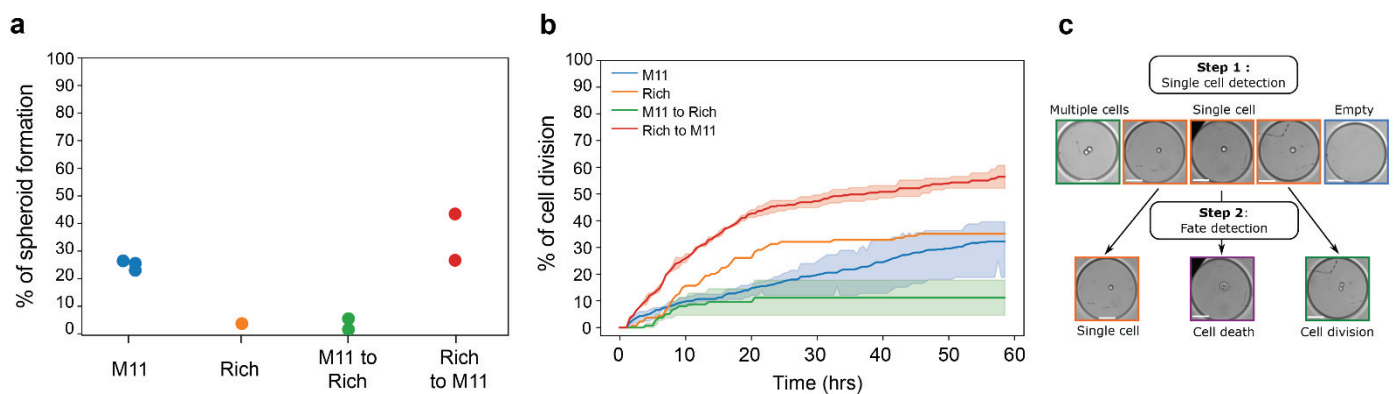 a
% of spheroid formation
100
90
80
70
60
50
40
30
20
10
0
M11
Rich
M11 to
Rich
Rich
to M11
b
% of cell division
100
90
80
70
60
50
40
30
20
10
0
M11
Rich
M11 to Rich
Rich to M11
0
10
20
30
40
50
60
Time (hrs)
c
Step 1 :
Single cell detection
Multiple cells
Single cell
Empty
Step 2:
Fate detection
Single cell
Cell death
Cell division